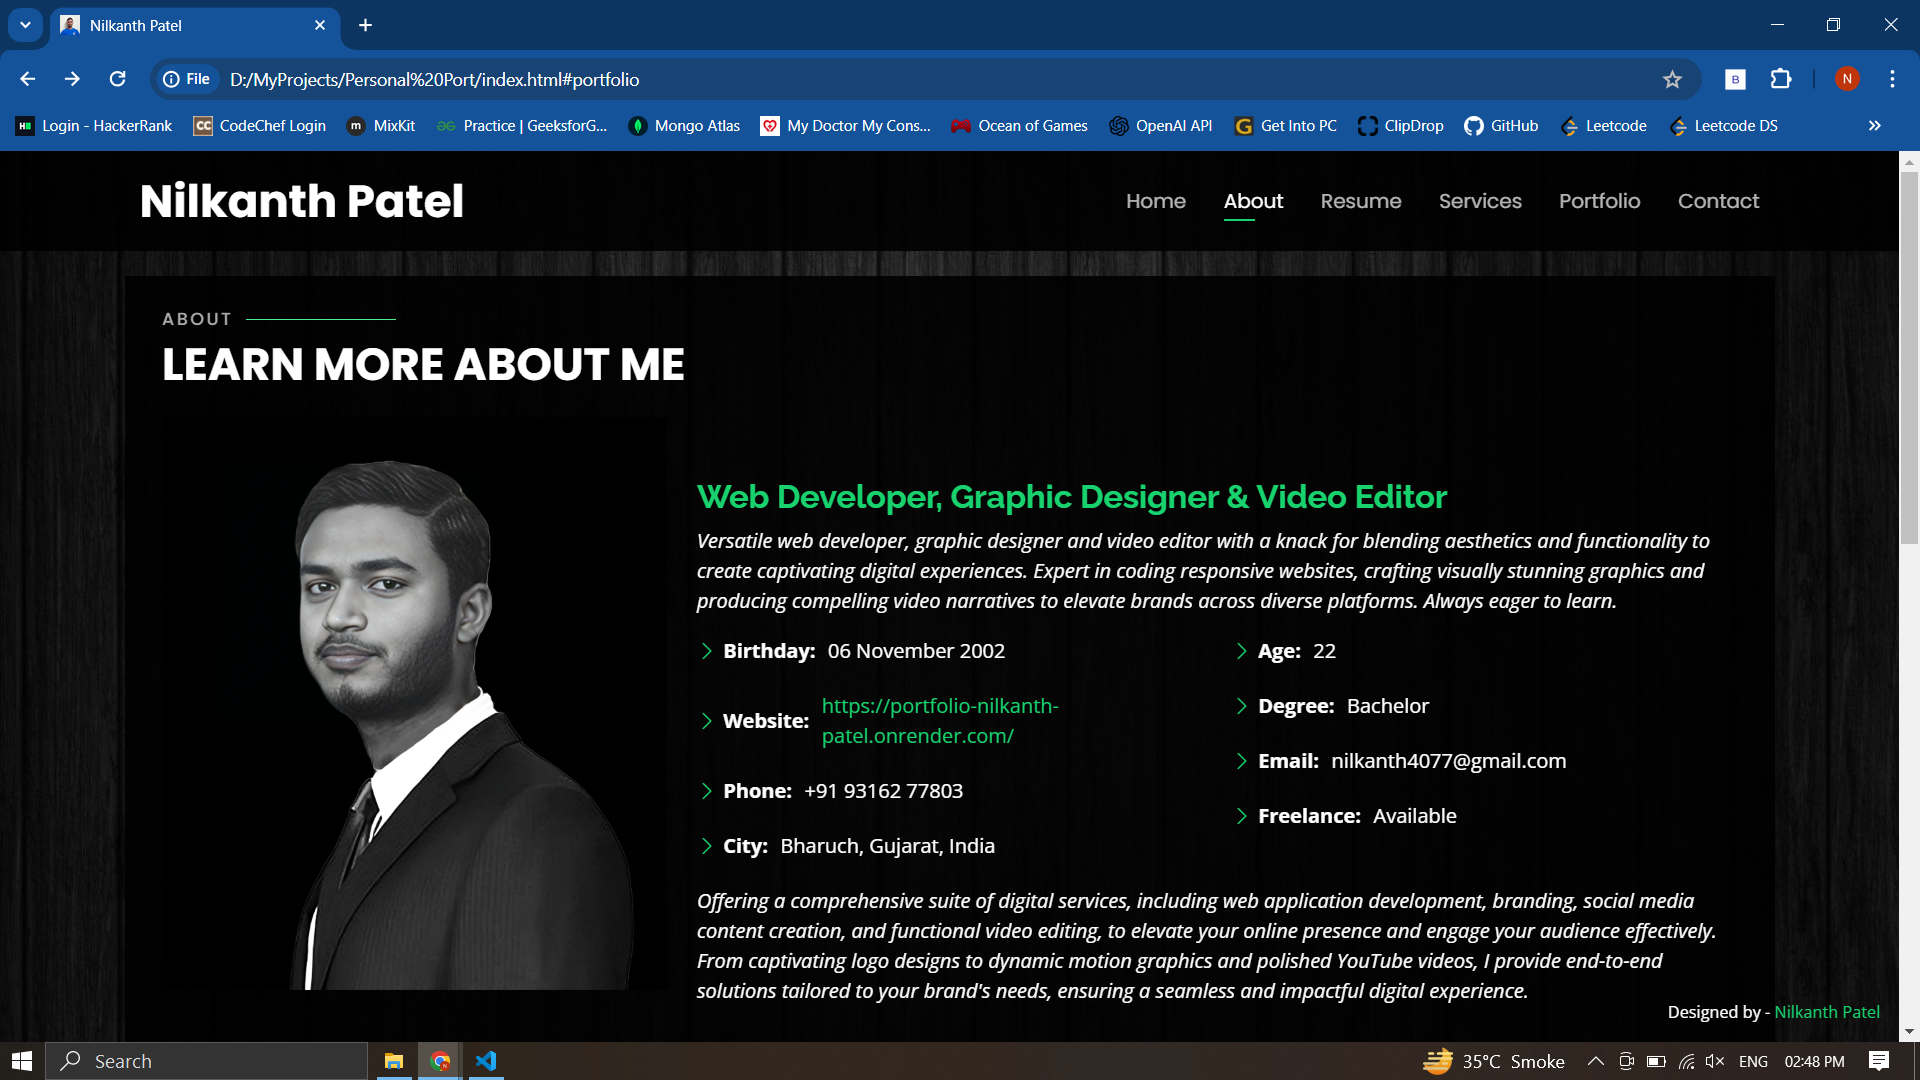 Nilkanth Patel
File D:/MyProjects/Personal%20Port/index.html#portfolio
B
N
Login - HackerRank CodeChef Login MixKit Practice | GeeksforG... Mongo Atlas My Doctor My Cons... Ocean of Games OpenAI API Get Into PC ClipDrop GitHub Leetcode Leetcode DS
Nilkanth Patel
Home About Resume Services Portfolio Contact
ABOUT
LEARN MORE ABOUT ME
Web Developer, Graphic Designer & Video Editor
Versatile web developer, graphic designer and video editor with a knack for blending aesthetics and functionality to
create captivating digital experiences. Expert in coding responsive websites, crafting visually stunning graphics and
producing compelling video narratives to elevate brands across diverse platforms. Always eager to learn.
Birthday: 06 November 2002
Website: https://portfolio-nilkanth-
patel.onrender.com/
Phone: +91 93162 77803
City: Bharuch, Gujarat, India
Age: 22
Degree: Bachelor
Email: nilkanth4077@gmail.com
Freelance: Available
Offering a comprehensive suite of digital services, including web application development, branding, social media
content creation, and functional video editing, to elevate your online presence and engage your audience effectively.
From captivating logo designs to dynamic motion graphics and polished YouTube videos, I provide end-to-end
solutions tailored to your brand's needs, ensuring a seamless and impactful digital experience.
Designed by - Nilkanth Patel
Search
35°C Smoke
ENG
02:48 PM